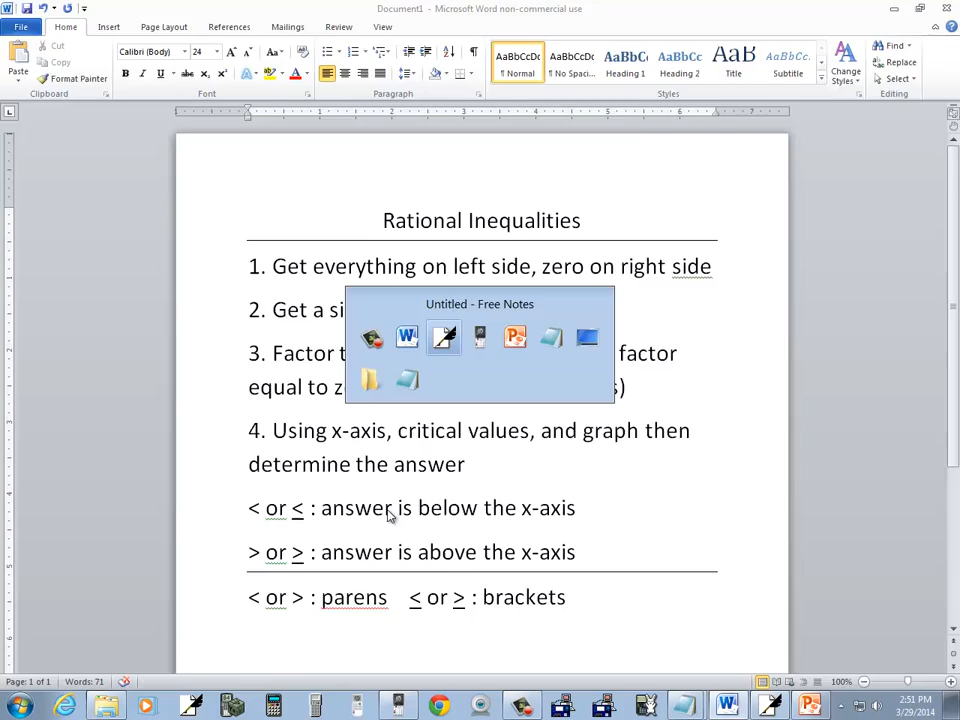 Document1 - Microsoft Word non-commercial use
File Home Insert Page Layout References Mailings Review View
Cut
Copy
Format Painter
Paste
Clipboard
Calibri (Body) 24
Font
Paragraph
AaBbCcDc AaBbCcDc AaBbC AaBbCc AaB AaBbCc.
¶ Normal ¶ No Spaci... Heading 1 Heading 2 Title Subtitle
Change Styles
Styles
Find
Replace
Select
Editing
Rational Inequalities
1. Get everything on left side, zero on right side
2. Get a si
3. Factor t factor
equal to z s)
Untitled - Free Notes
4. Using x-axis, critical values, and graph then
determine the answer
< or < : answer is below the x-axis
> or > : answer is above the x-axis
< or > : parens < or > : brackets
Page: 1 of 1 Words: 71 100%
2:51 PM
3/29/2014